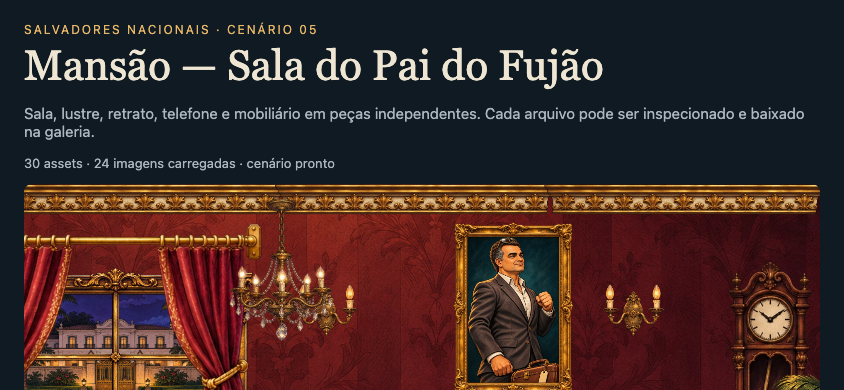 SALVADORES NACIONAIS · CENÁRIO 05
Mansão — Sala do Pai do Fujão
Sala, lustre, retrato, telefone e mobiliário em peças independentes. Cada arquivo pode ser inspecionado e baixado
na galeria.
30 assets · 24 imagens carregadas · cenário pronto